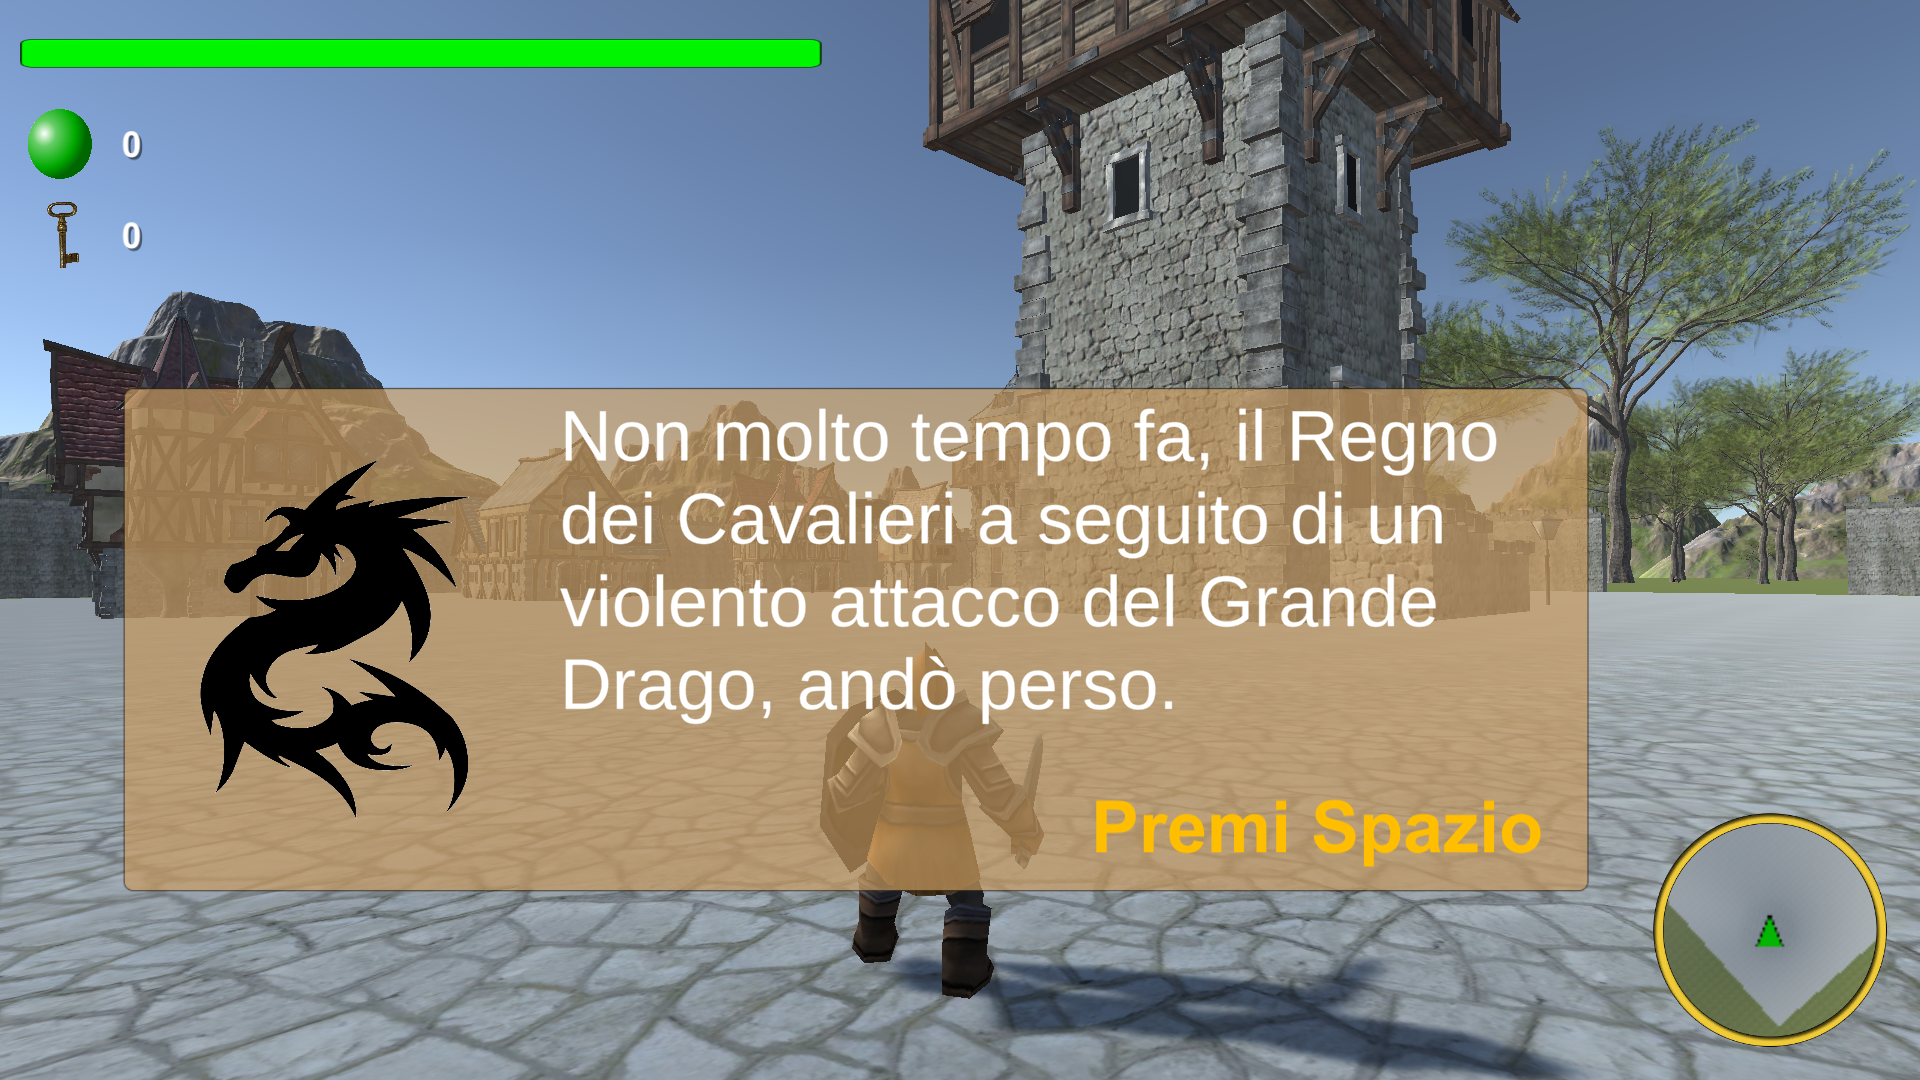 0
0
Non molto tempo fa, il Regno
dei Cavalieri a seguito di un
violento attacco del Grande
Drago, andò perso.
Premi Spazio